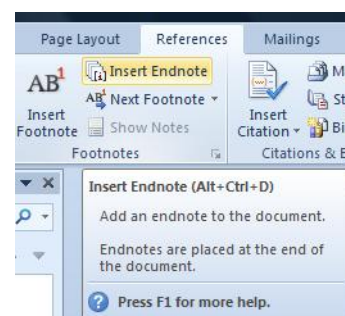 Page Layout References Mailings
AB¹ Insert Footnote
Insert Endnote
AB Next Footnote
Show Notes
Insert Citation
M
St
Bi
Footnotes
Citations & B
Insert Endnote (Alt+Ctrl+D)
Add an endnote to the document.
Endnotes are placed at the end of
the document.
Press F1 for more help.